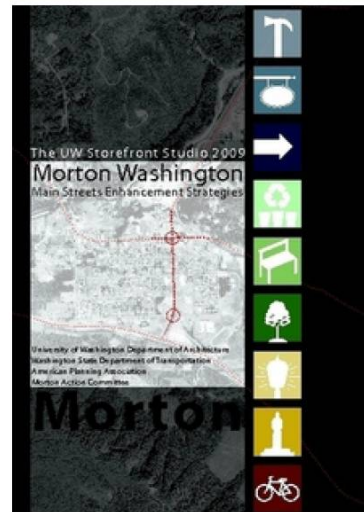 The UW Storefront Studio 2009
Morton Washington
Main Streets Enhancement Strategies
University of Washington Department of Architecture
Washington State Department of Transportation
American Planning Association
Morton Action Committee
Morton